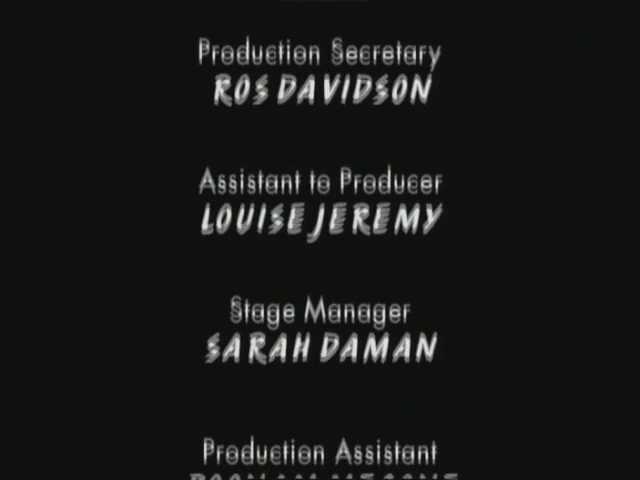 Production Secretary
ROS DAVIDSON
Assistant to Producer
LOUISE JEREMY
Stage Manager
SARAH DAMAN
Production Assistant